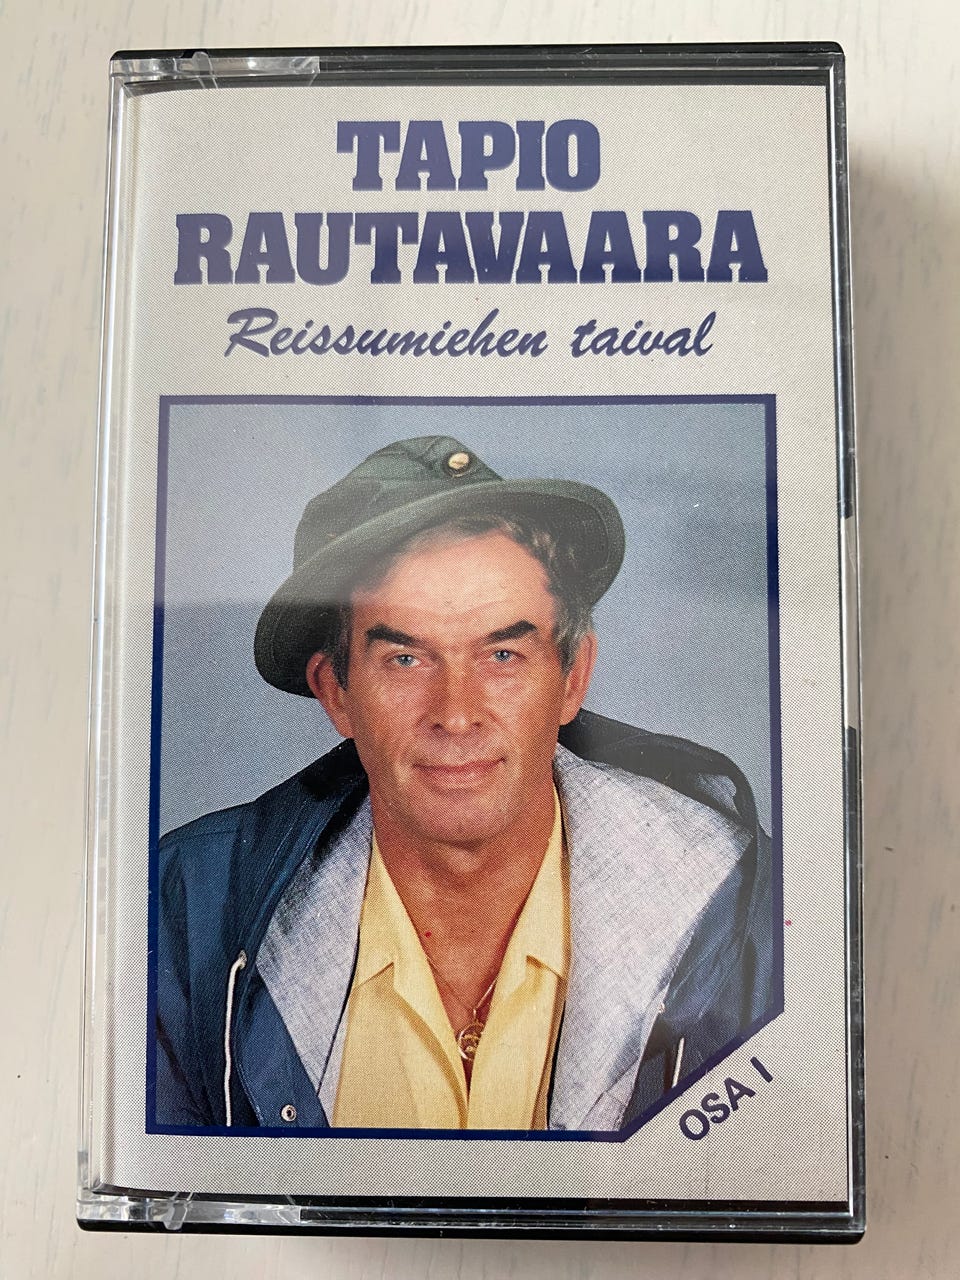 TAPIO
RAUTAVAARA
Reissumiehen taival
OSA I